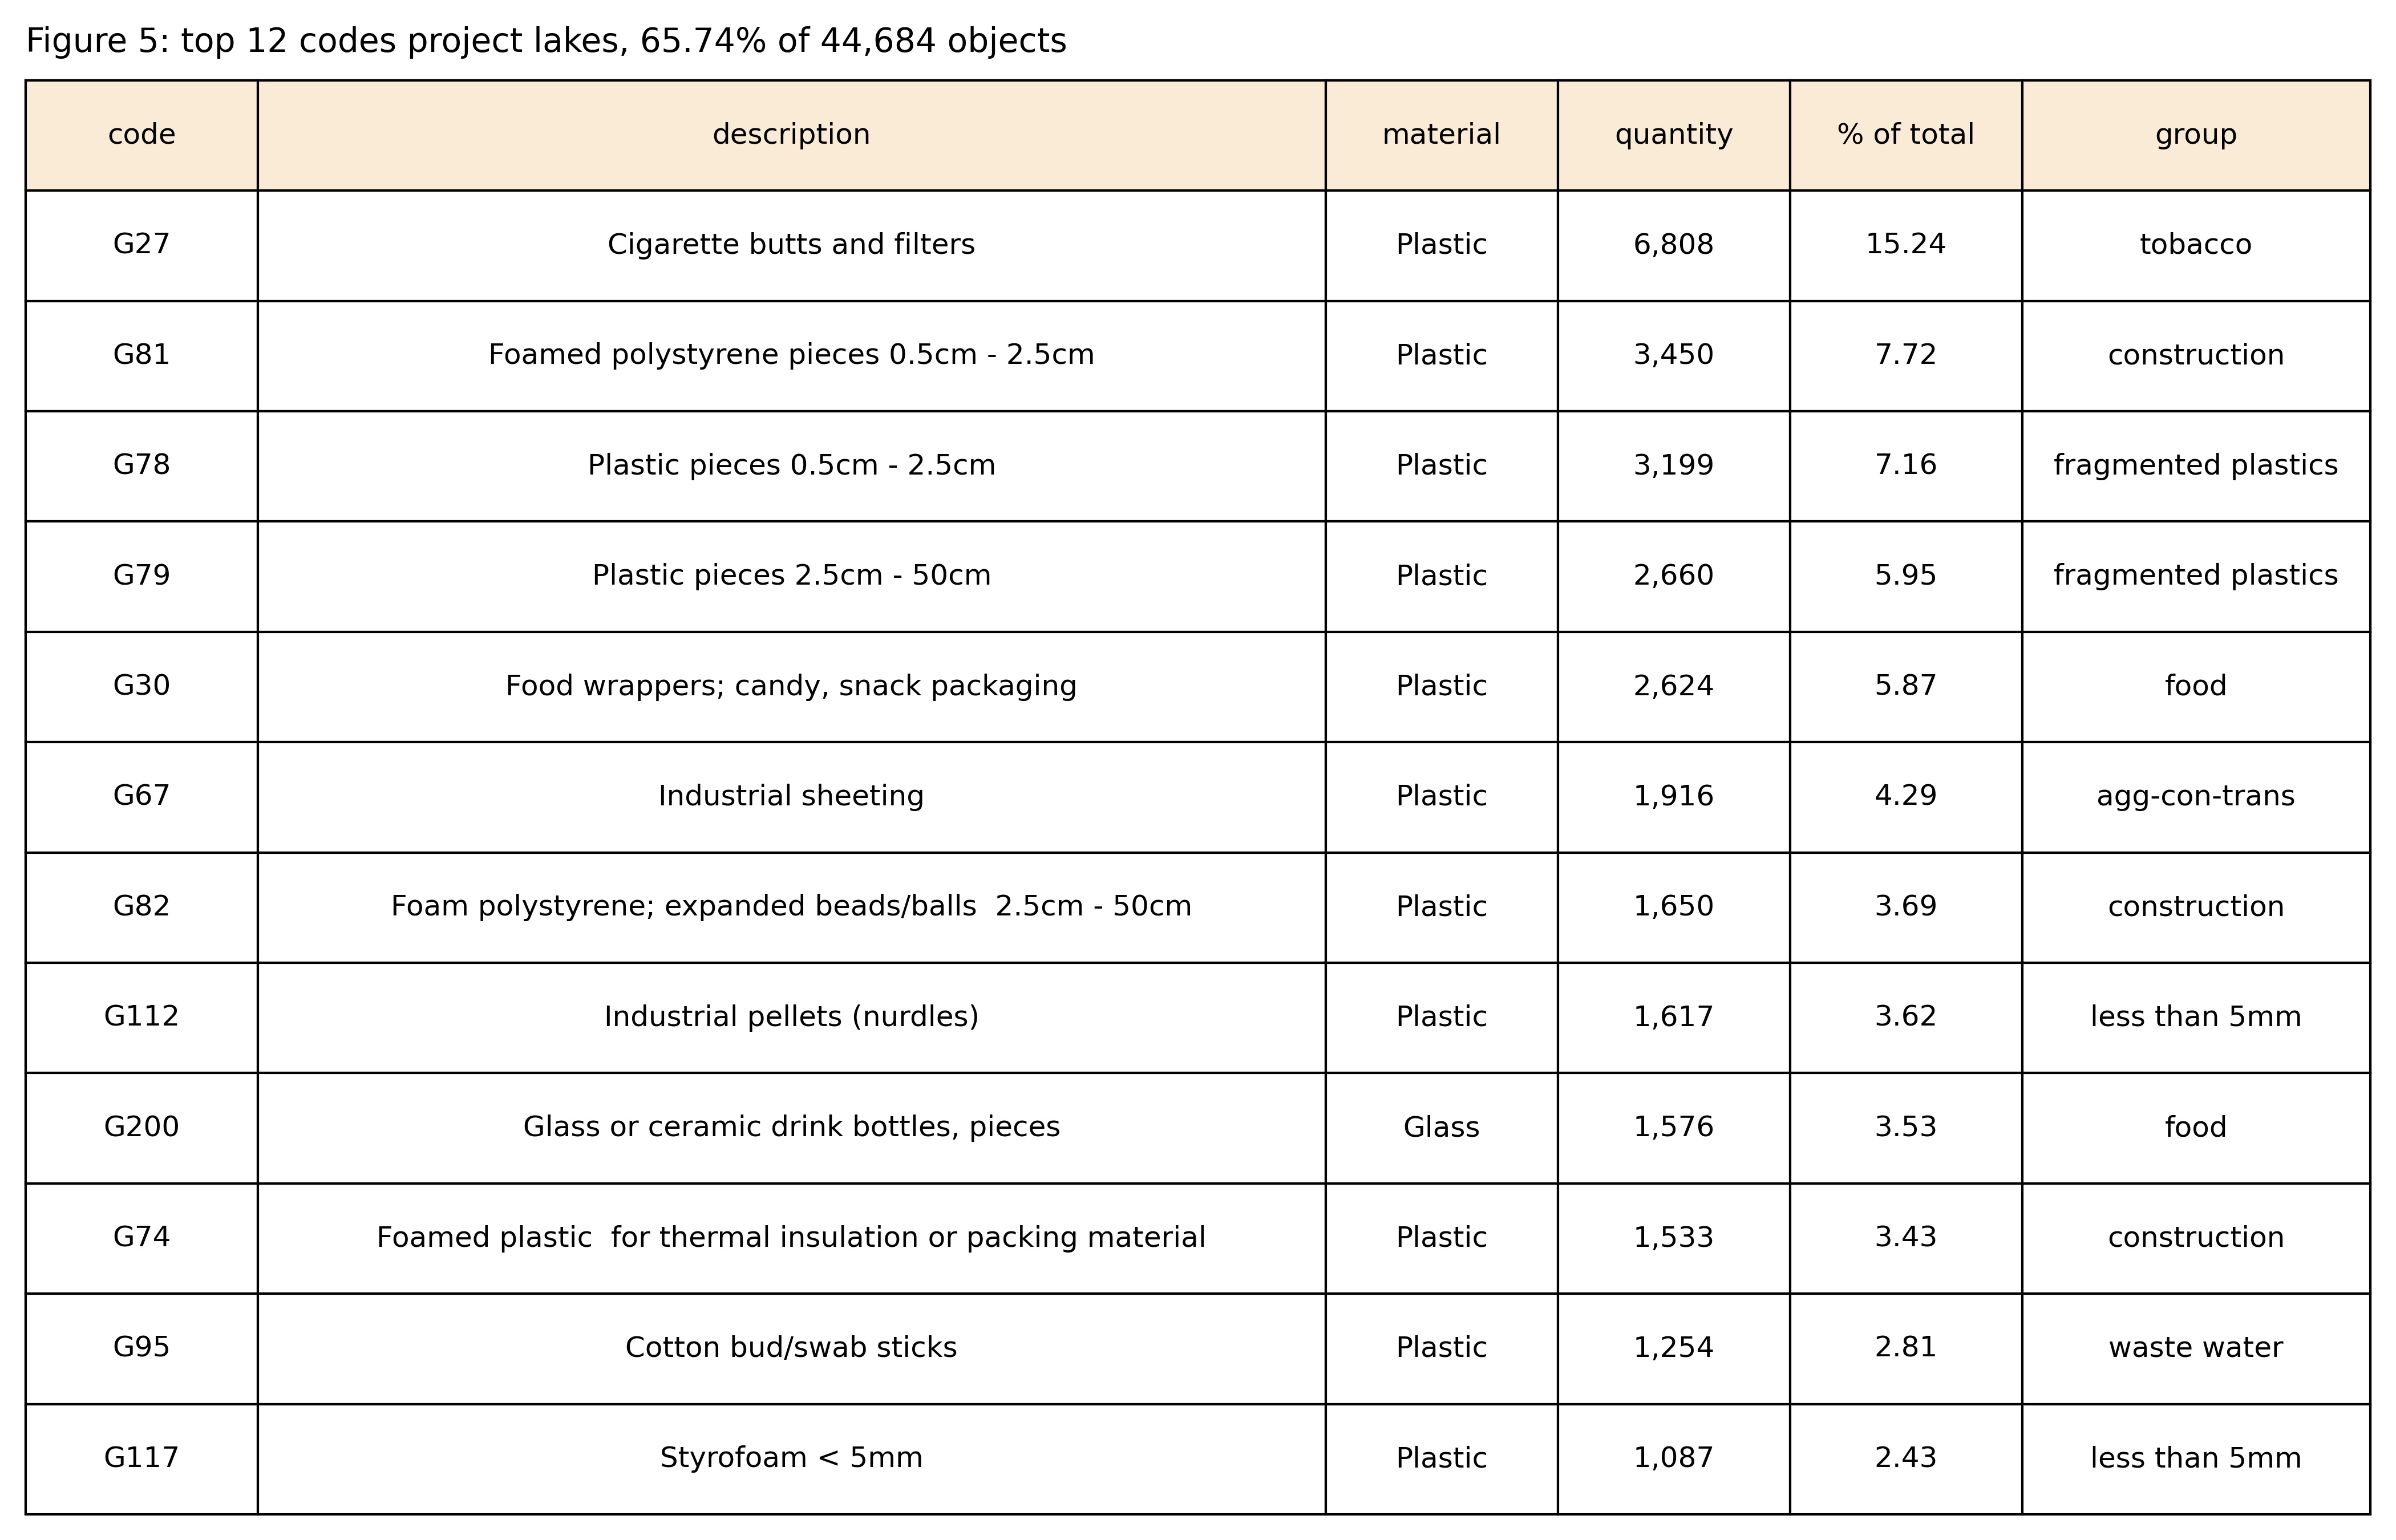 Figure 5: top 12 codes project lakes, 65.74% of 44,684 objects
code description material quantity % of total group
G27 Cigarette butts and filters Plastic 6,808 15.24 tobacco
G81 Foamed polystyrene pieces 0.5cm - 2.5cm Plastic 3,450 7.72 construction
G78 Plastic pieces 0.5cm - 2.5cm Plastic 3,199 7.16 fragmented plastics
G79 Plastic pieces 2.5cm - 50cm Plastic 2,660 5.95 fragmented plastics
G30 Food wrappers; candy, snack packaging Plastic 2,624 5.87 food
G67 Industrial sheeting Plastic 1,916 4.29 agg-con-trans
G82 Foam polystyrene; expanded beads/balls  2.5cm - 50cm Plastic 1,650 3.69 construction
G112 Industrial pellets (nurdles) Plastic 1,617 3.62 less than 5mm
G200 Glass or ceramic drink bottles, pieces Glass 1,576 3.53 food
G74 Foamed plastic  for thermal insulation or packing material Plastic 1,533 3.43 construction
G95 Cotton bud/swab sticks Plastic 1,254 2.81 waste water
G117 Styrofoam < 5mm Plastic 1,087 2.43 less than 5mm